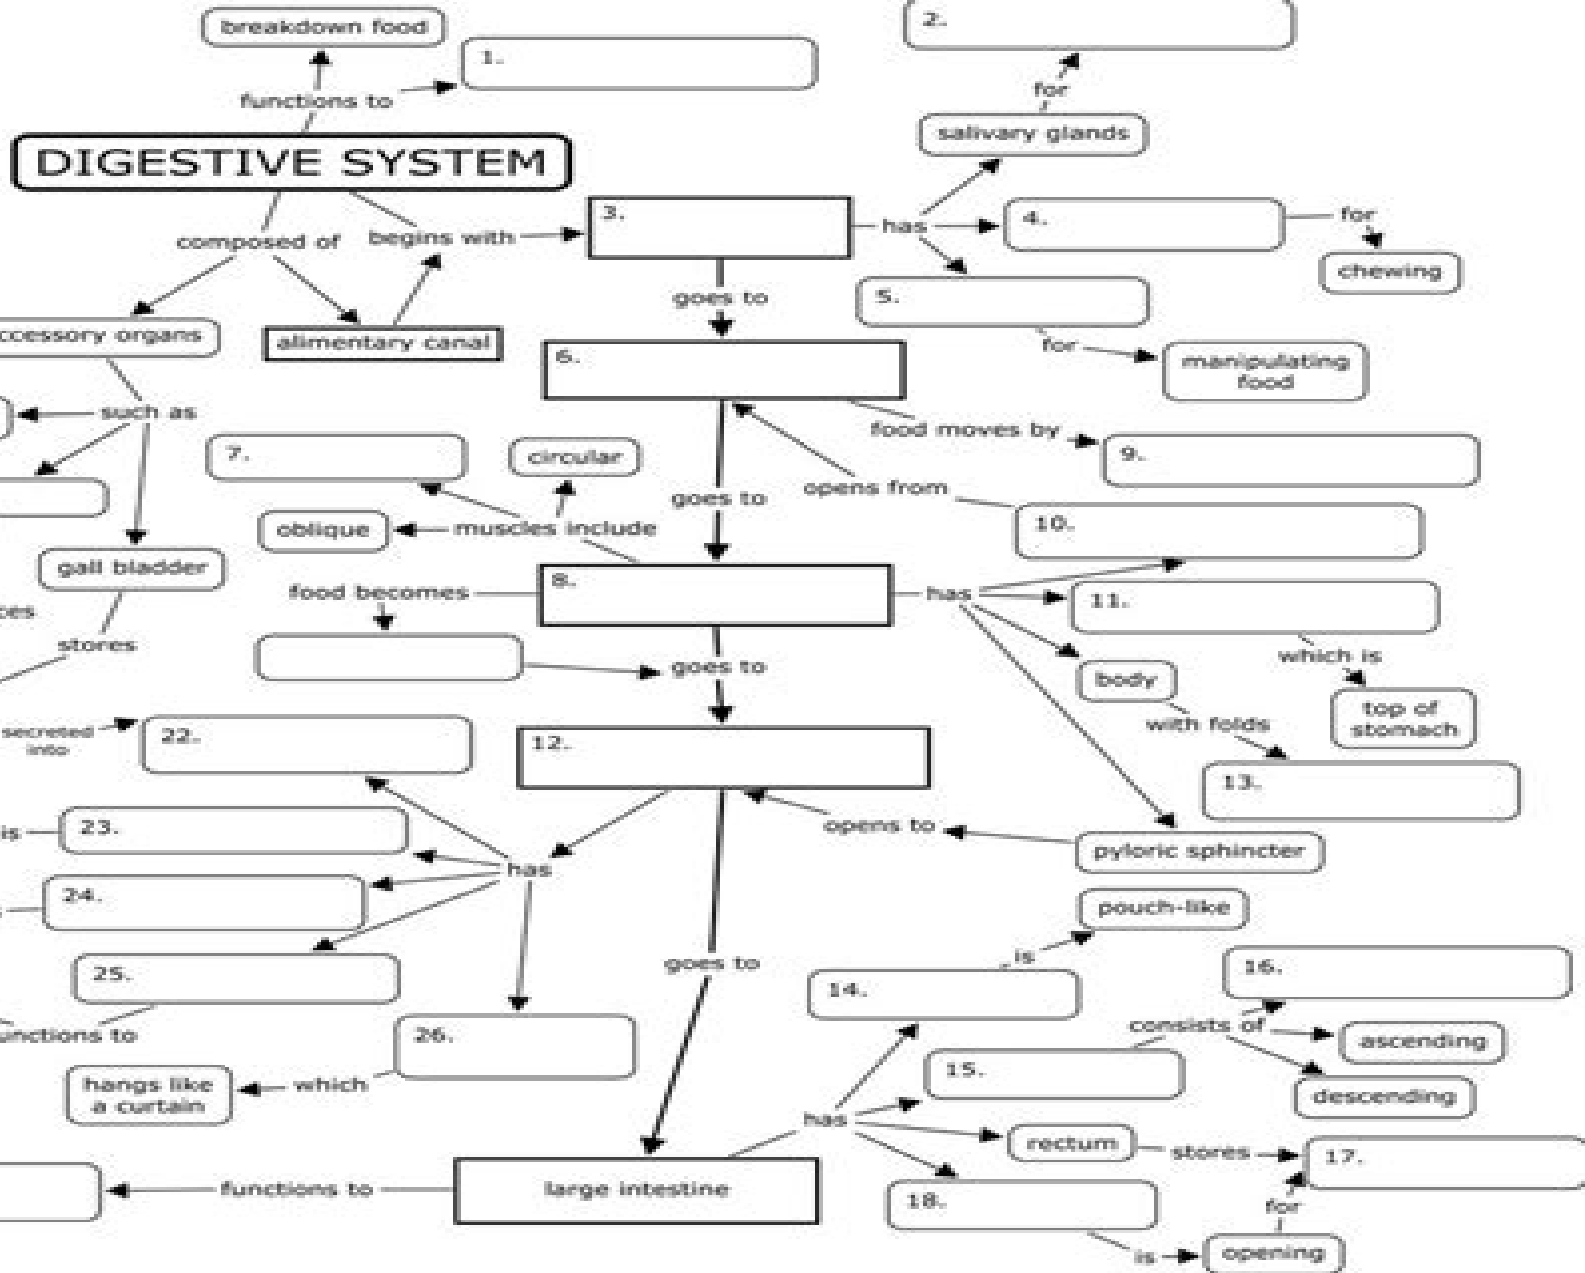 breakdown food
1.
2.
functions to
for
salivary glands
DIGESTIVE SYSTEM
3.
has
4.
for
composed of
begins with
chewing
goes to
5.
ccessory organs
alimentary canal
6.
for
manipulating
food
such as
food moves by
7.
circular
9.
goes to
opens from
oblique
muscles include
10.
gall bladder
8.
food becomes
has
11.
ces
stores
goes to
which is
body
top of
stomach
with folds
secreted
into
22.
12.
13.
is
23.
opens to
pyloric sphincter
has
24.
pouch-like
goes to
is
25.
14.
16.
unctions to
26.
consists of
ascending
hangs like
a curtain
which
15.
descending
has
rectum
stores
17.
functions to
large intestine
18.
for
is
opening